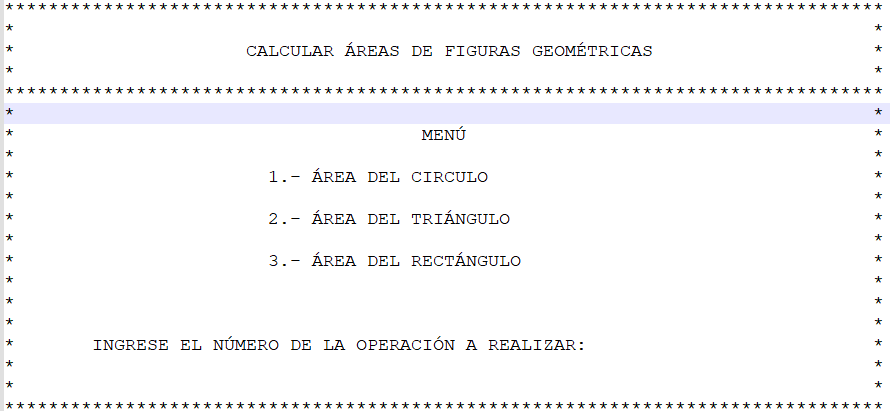 ********************************************************************************
* *
* CALCULAR ÁREAS DE FIGURAS GEOMÉTRICAS *
* *
********************************************************************************
* *
* MENÚ *
* *
* 1.- ÁREA DEL CIRCULO *
* *
* 2.- ÁREA DEL TRIÁNGULO *
* *
* 3.- ÁREA DEL RECTÁNGULO *
* *
* *
* *
* INGRESE EL NÚMERO DE LA OPERACIÓN A REALIZAR: *
* *
* *
********************************************************************************